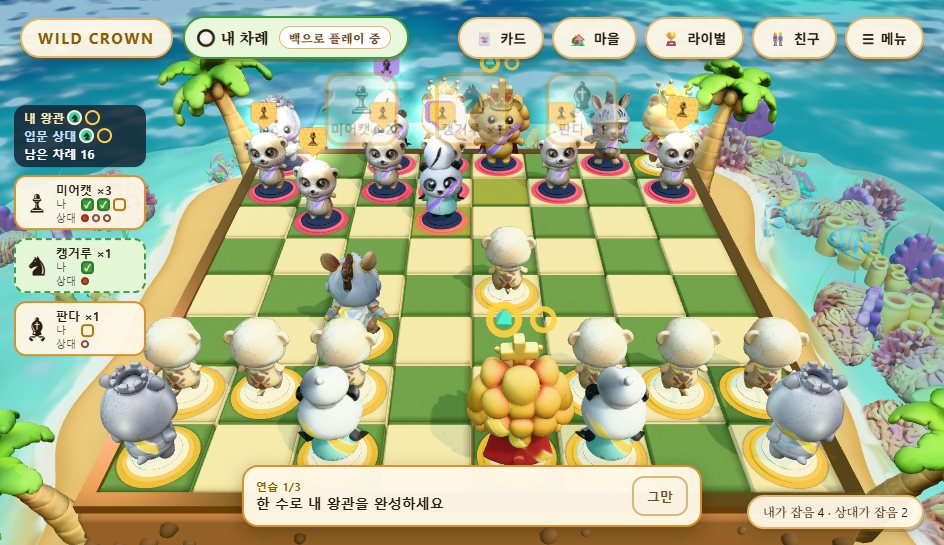 WILD CROWN
내 차례
백으로 플레이 중
카드
마을
라이벌
친구
☰ 메뉴
내 왕관
입문 상대
남은 차례 16
미어캣 ×3
나
상대
캥거루 ×1
나
상대
판다 ×1
나
상대
연습 1/3
한 수로 내 왕관을 완성하세요
그만
내가 잡음 4 · 상대가 잡음 2